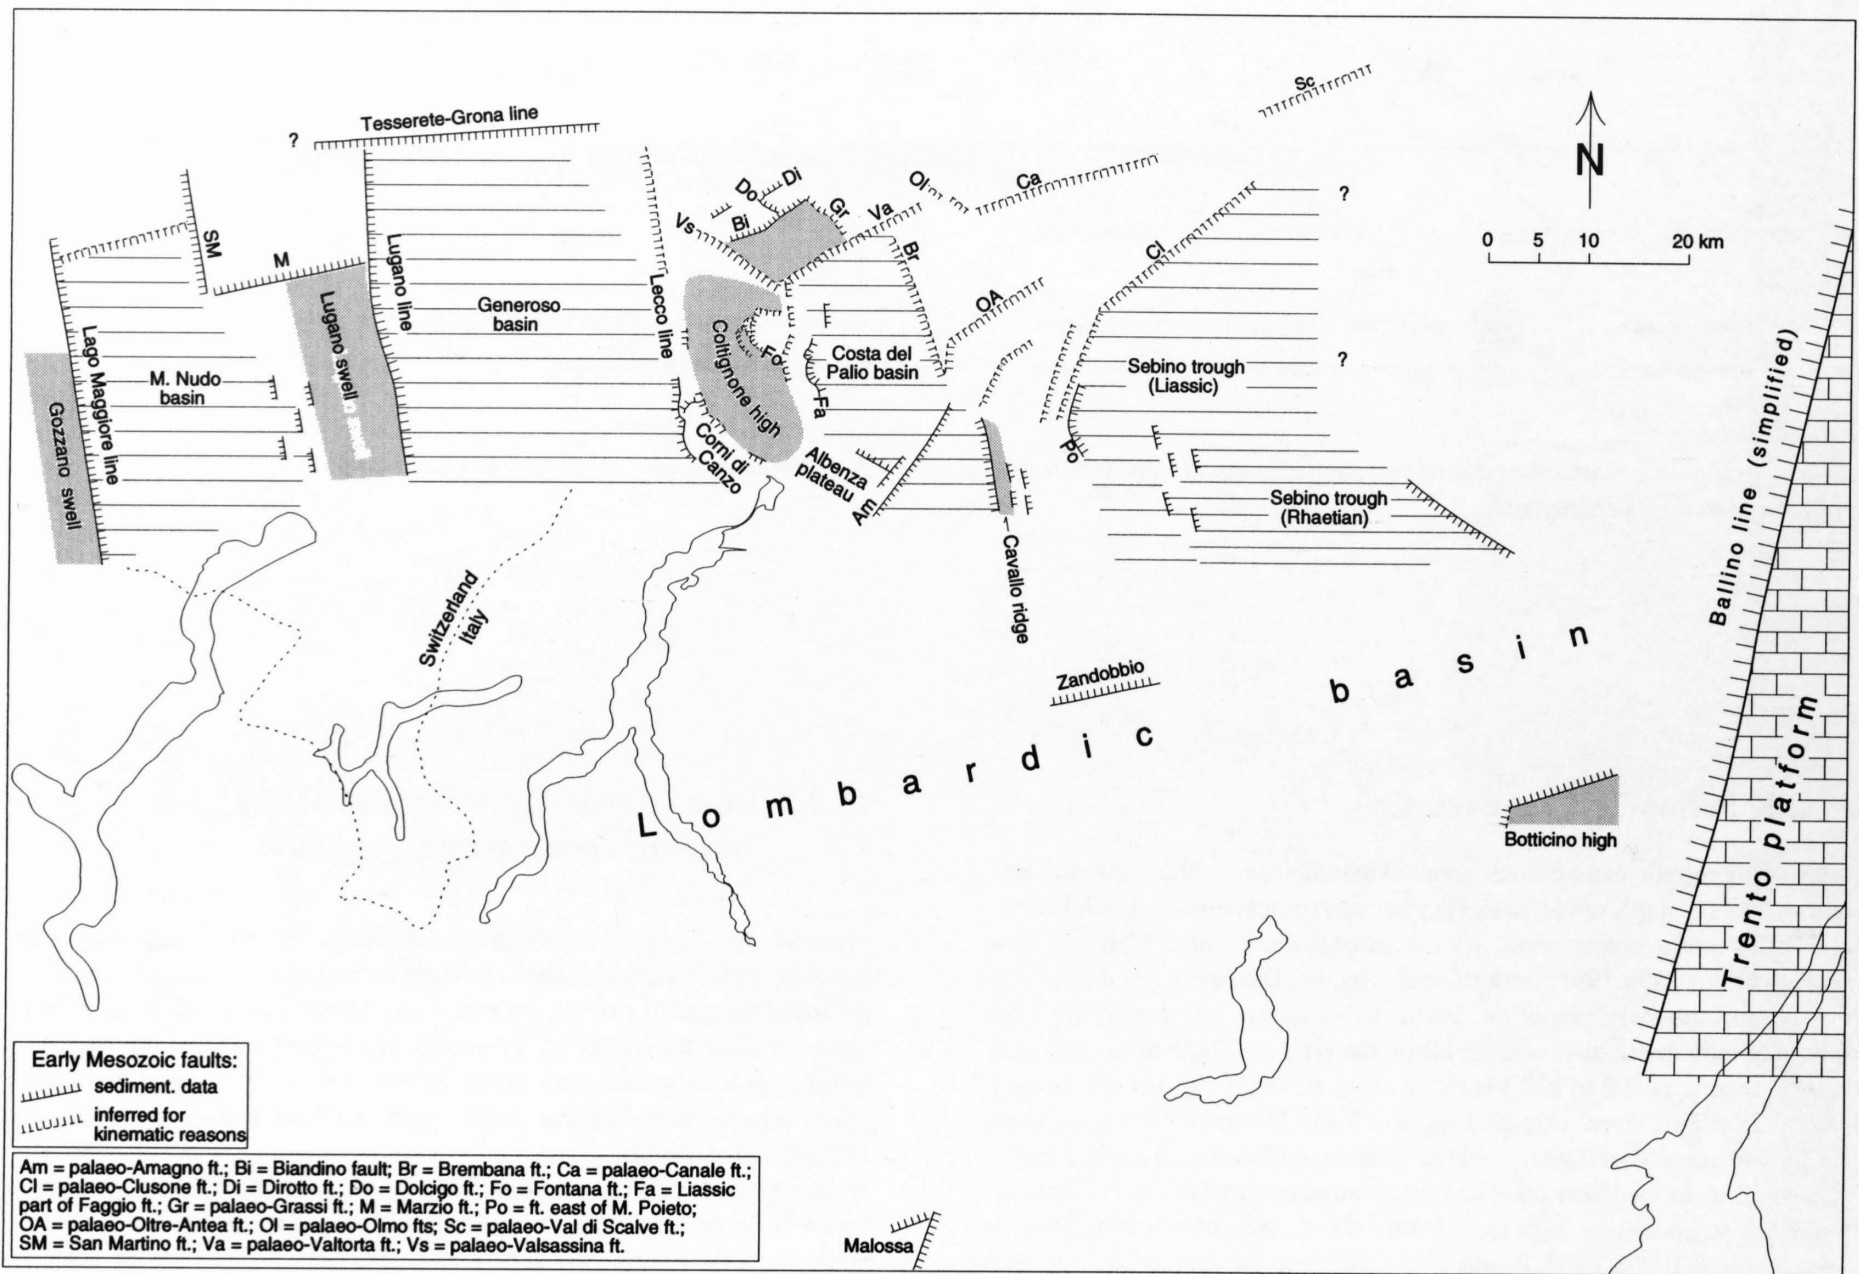 Sc
Tesserete-Grona line
?
N
Di
Do
Ol
Ca
Gr
Va
Bi
Vs
?
SM
M
Br
Cl
0 5 10 20 km
Lugano line
Lecco line
OA
Generoso
basin
Lugano swell
Lago Maggiore line
Coltignone high
Fo
Costa del
Palio basin
Sebino trough
(Liassic)
?
M. Nudo
basin
Gozzano swell
Fa
Corni di
Canzo
Albenza
plateau
Am
Po
Sebino trough
(Rhaetian)
Cavallo ridge
Ballino line (simplified)
Switzerland
Italy
Zandobbio
Lombardic basin
Trento platform
Botticino high
Early Mesozoic faults:
sediment. data
inferred for
kinematic reasons
Am = palaeo-Amagno ft.; Bi = Biandino fault; Br = Brembana ft.; Ca = palaeo-Canale ft.;
Cl = palaeo-Clusone ft.; Di = Dirotto ft.; Do = Dolcigo ft.; Fo = Fontana ft.; Fa = Liassic
part of Faggio ft.; Gr = palaeo-Grassi ft.; M = Marzio ft.; Po = ft. east of M. Poieto;
OA = palaeo-Oltre-Antea ft.; Ol = palaeo-Olmo fts; Sc = palaeo-Val di Scalve ft.;
SM = San Martino ft.; Va = palaeo-Valtorta ft.; Vs = palaeo-Valsassina ft.
Malossa